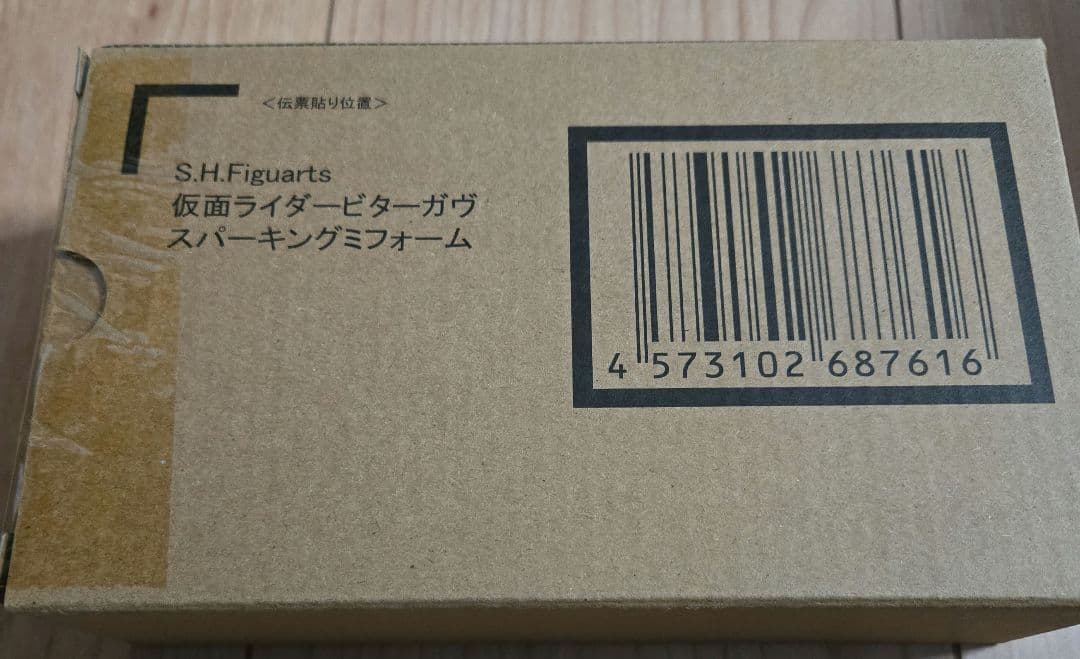 ＜伝票貼り位置＞
S.H.Figuarts
仮面ライダービターガヴ
スパーキングミフォーム
4 573102 687616